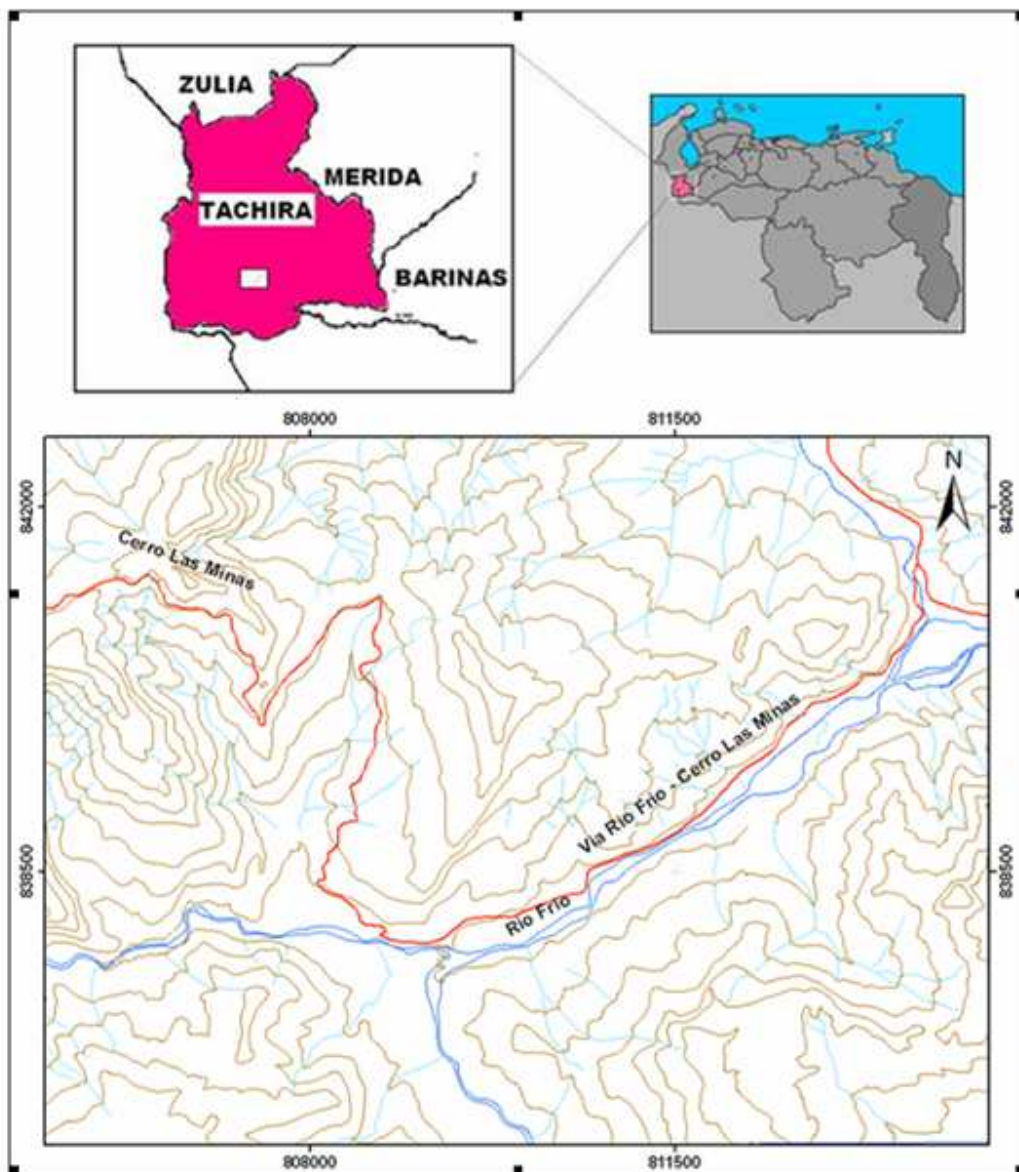 ZULIA
MERIDA
TACHIRA
BARINAS
808000
811500
N
842000
842000
Cerro Las Minas
Via Rio Frio - Cerro Las Minas
838500
838500
Rio Frio
808000
811500